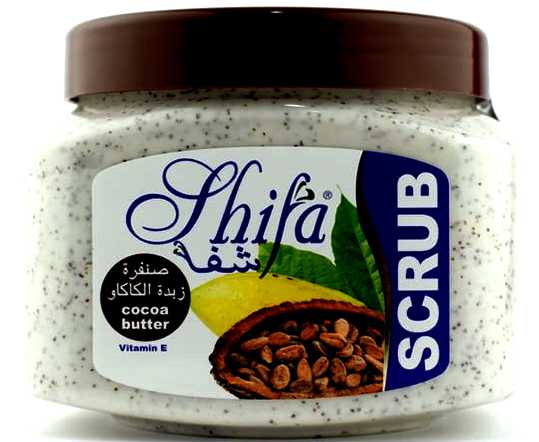 Shifa®
شفا
صنفرة
زبدة الكاكاو
cocoa
butter
Vitamin E
SCRUB